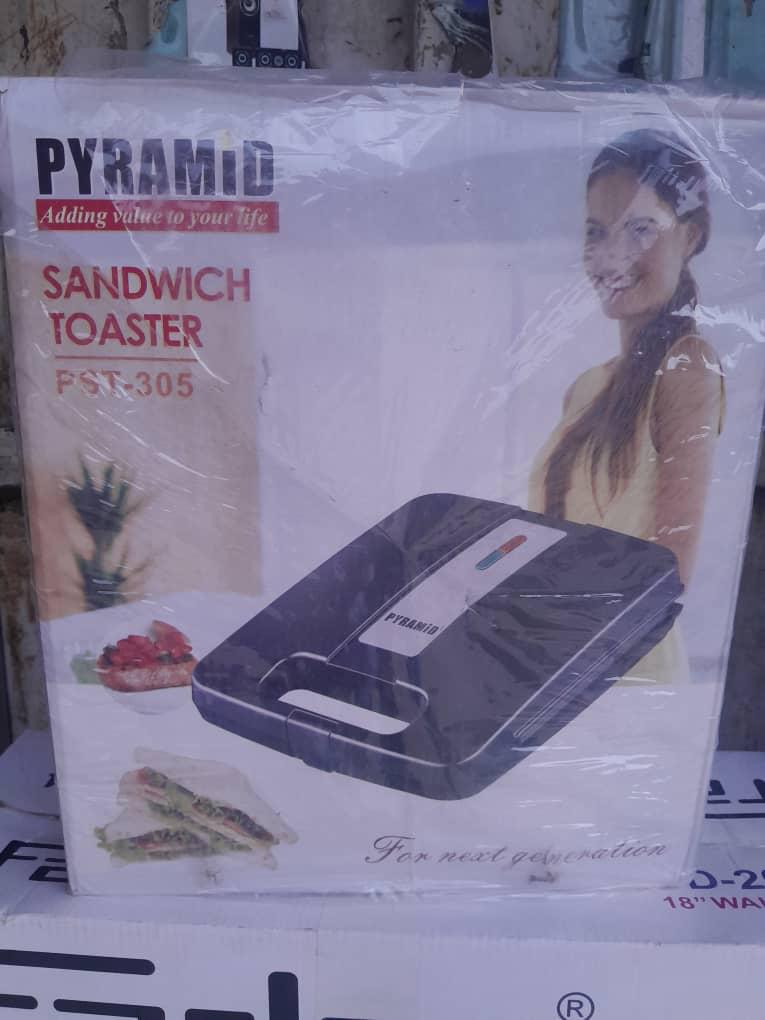 PYRAMiD
Adding value to your life
SANDWICH
TOASTER
PST-305
PYRAMiD
For next generation
18" WA
®